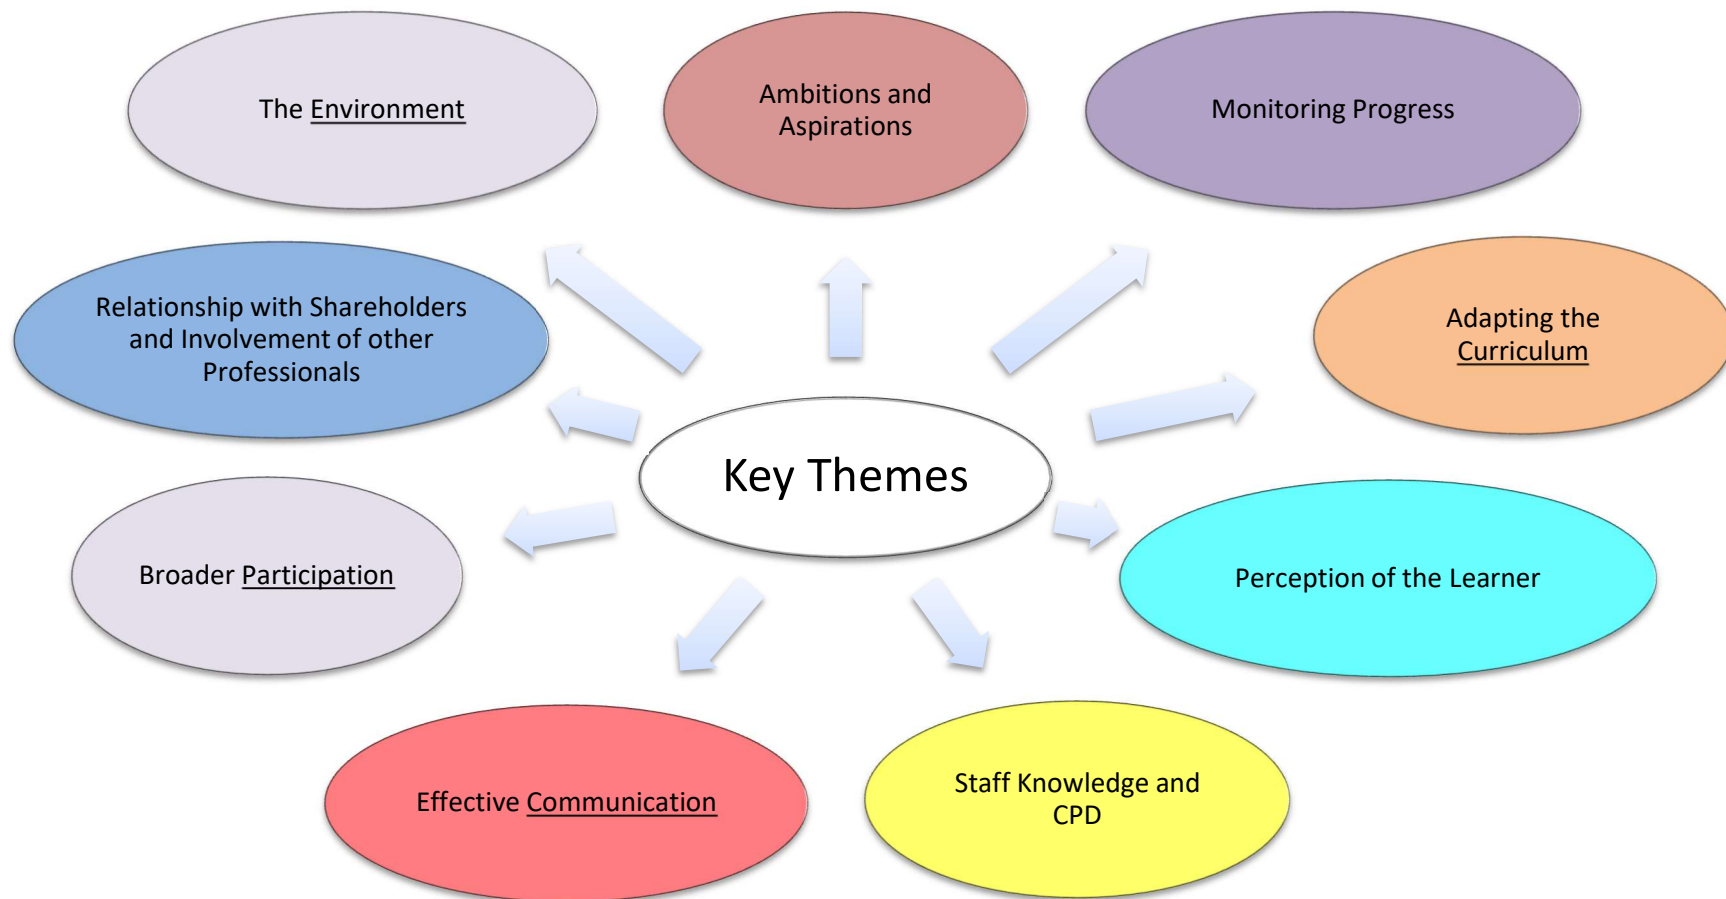 The Environment
Ambitions and
Aspirations
Monitoring Progress
Relationship with Shareholders
and Involvement of other
Professionals
Adapting the
Curriculum
Key Themes
Broader Participation
Perception of the Learner
Effective Communication
Staff Knowledge and
CPD